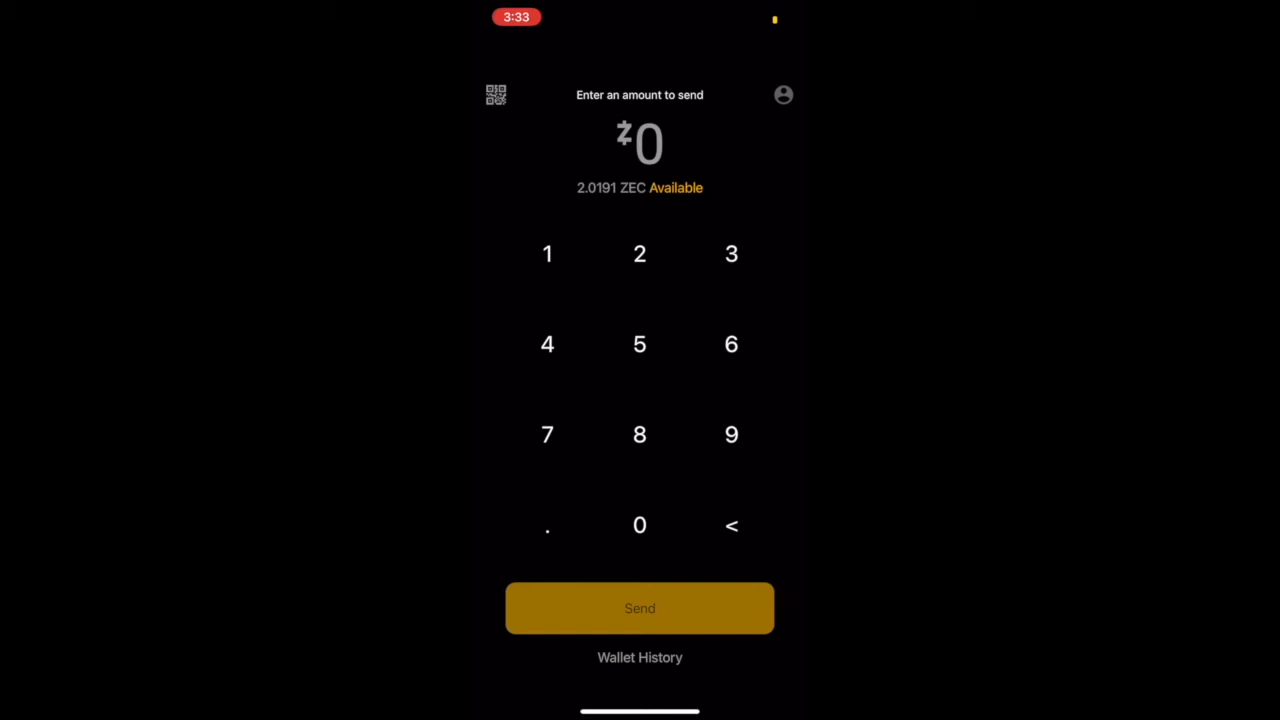 3:33
Enter an amount to send
0
2.0191 ZEC Available
1 2 3
4 5 6
7 8 9
. 0 <
Send
Wallet History